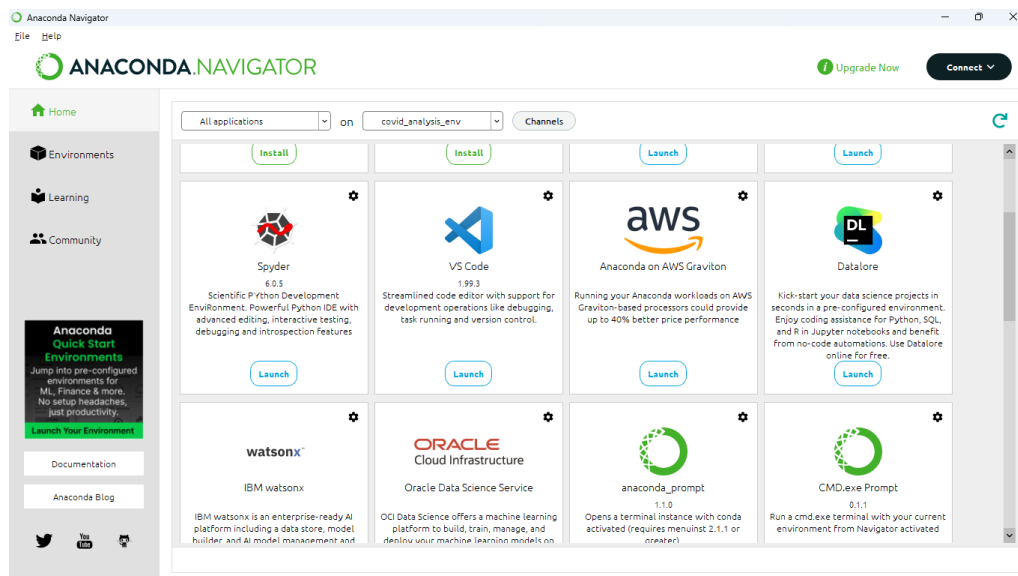 Anaconda Navigator
File Help
ANACONDA.NAVIGATOR
i Upgrade Now
Connect
Home
Environments
Learning
Community
Anaconda
Quick Start
Environments
Jump into pre-configured
environments for
ML, Finance & more.
No setup headaches,
just productivity.
Launch Your Environment
Documentation
Anaconda Blog
You
Tube
All applications on covid_analysis_env Channels
Install
Install
Launch
Launch
Spyder
6.0.5
Scientific PYthon Development
EnviRonment. Powerful Python IDE with
advanced editing, interactive testing,
debugging and introspection features
Launch
VS Code
1.99.3
Streamlined code editor with support for
development operations like debugging,
task running and version control.
Launch
aws
Anaconda on AWS Graviton
Running your Anaconda workloads on AWS
Graviton-based processors could provide
up to 40% better price performance
Launch
DL
Datalore
Kick-start your data science projects in
seconds in a pre-configured environment.
Enjoy coding assistance for Python, SQL,
and R in Jupyter notebooks and benefit
from no-code automations. Use Datalore
online for free.
Launch
watsonx
IBM watsonx
IBM watsonx is an enterprise-ready AI
platform including a data store, model
builder, and AI model management and
ORACLE
Cloud Infrastructure
Oracle Data Science Service
OCI Data Science offers a machine learning
platform to build, train, manage, and
deploy your machine learning models on
anaconda_prompt
1.1.0
Opens a terminal instance with conda
activated (requires menuinst 2.1.1 or
greater)
CMD.exe Prompt
0.1.1
Run a cmd.exe terminal with your current
environment from Navigator activated